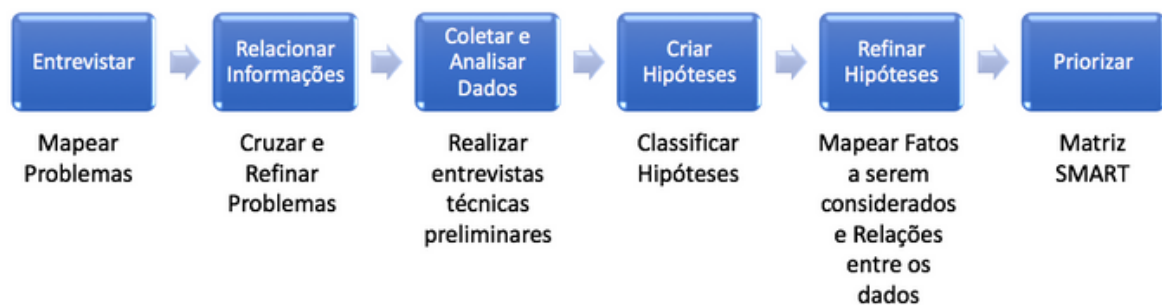 Entrevistar
Relacionar
Informações
Coletar e
Analisar
Dados
Criar
Hipóteses
Refinar
Hipóteses
Priorizar
Mapear
Problemas
Cruzar e
Refinar
Problemas
Realizar
entrevistas
técnicas
preliminares
Classificar
Hipóteses
Mapear Fatos
a serem
considerados
e Relações
entre os
dados
Matriz
SMART